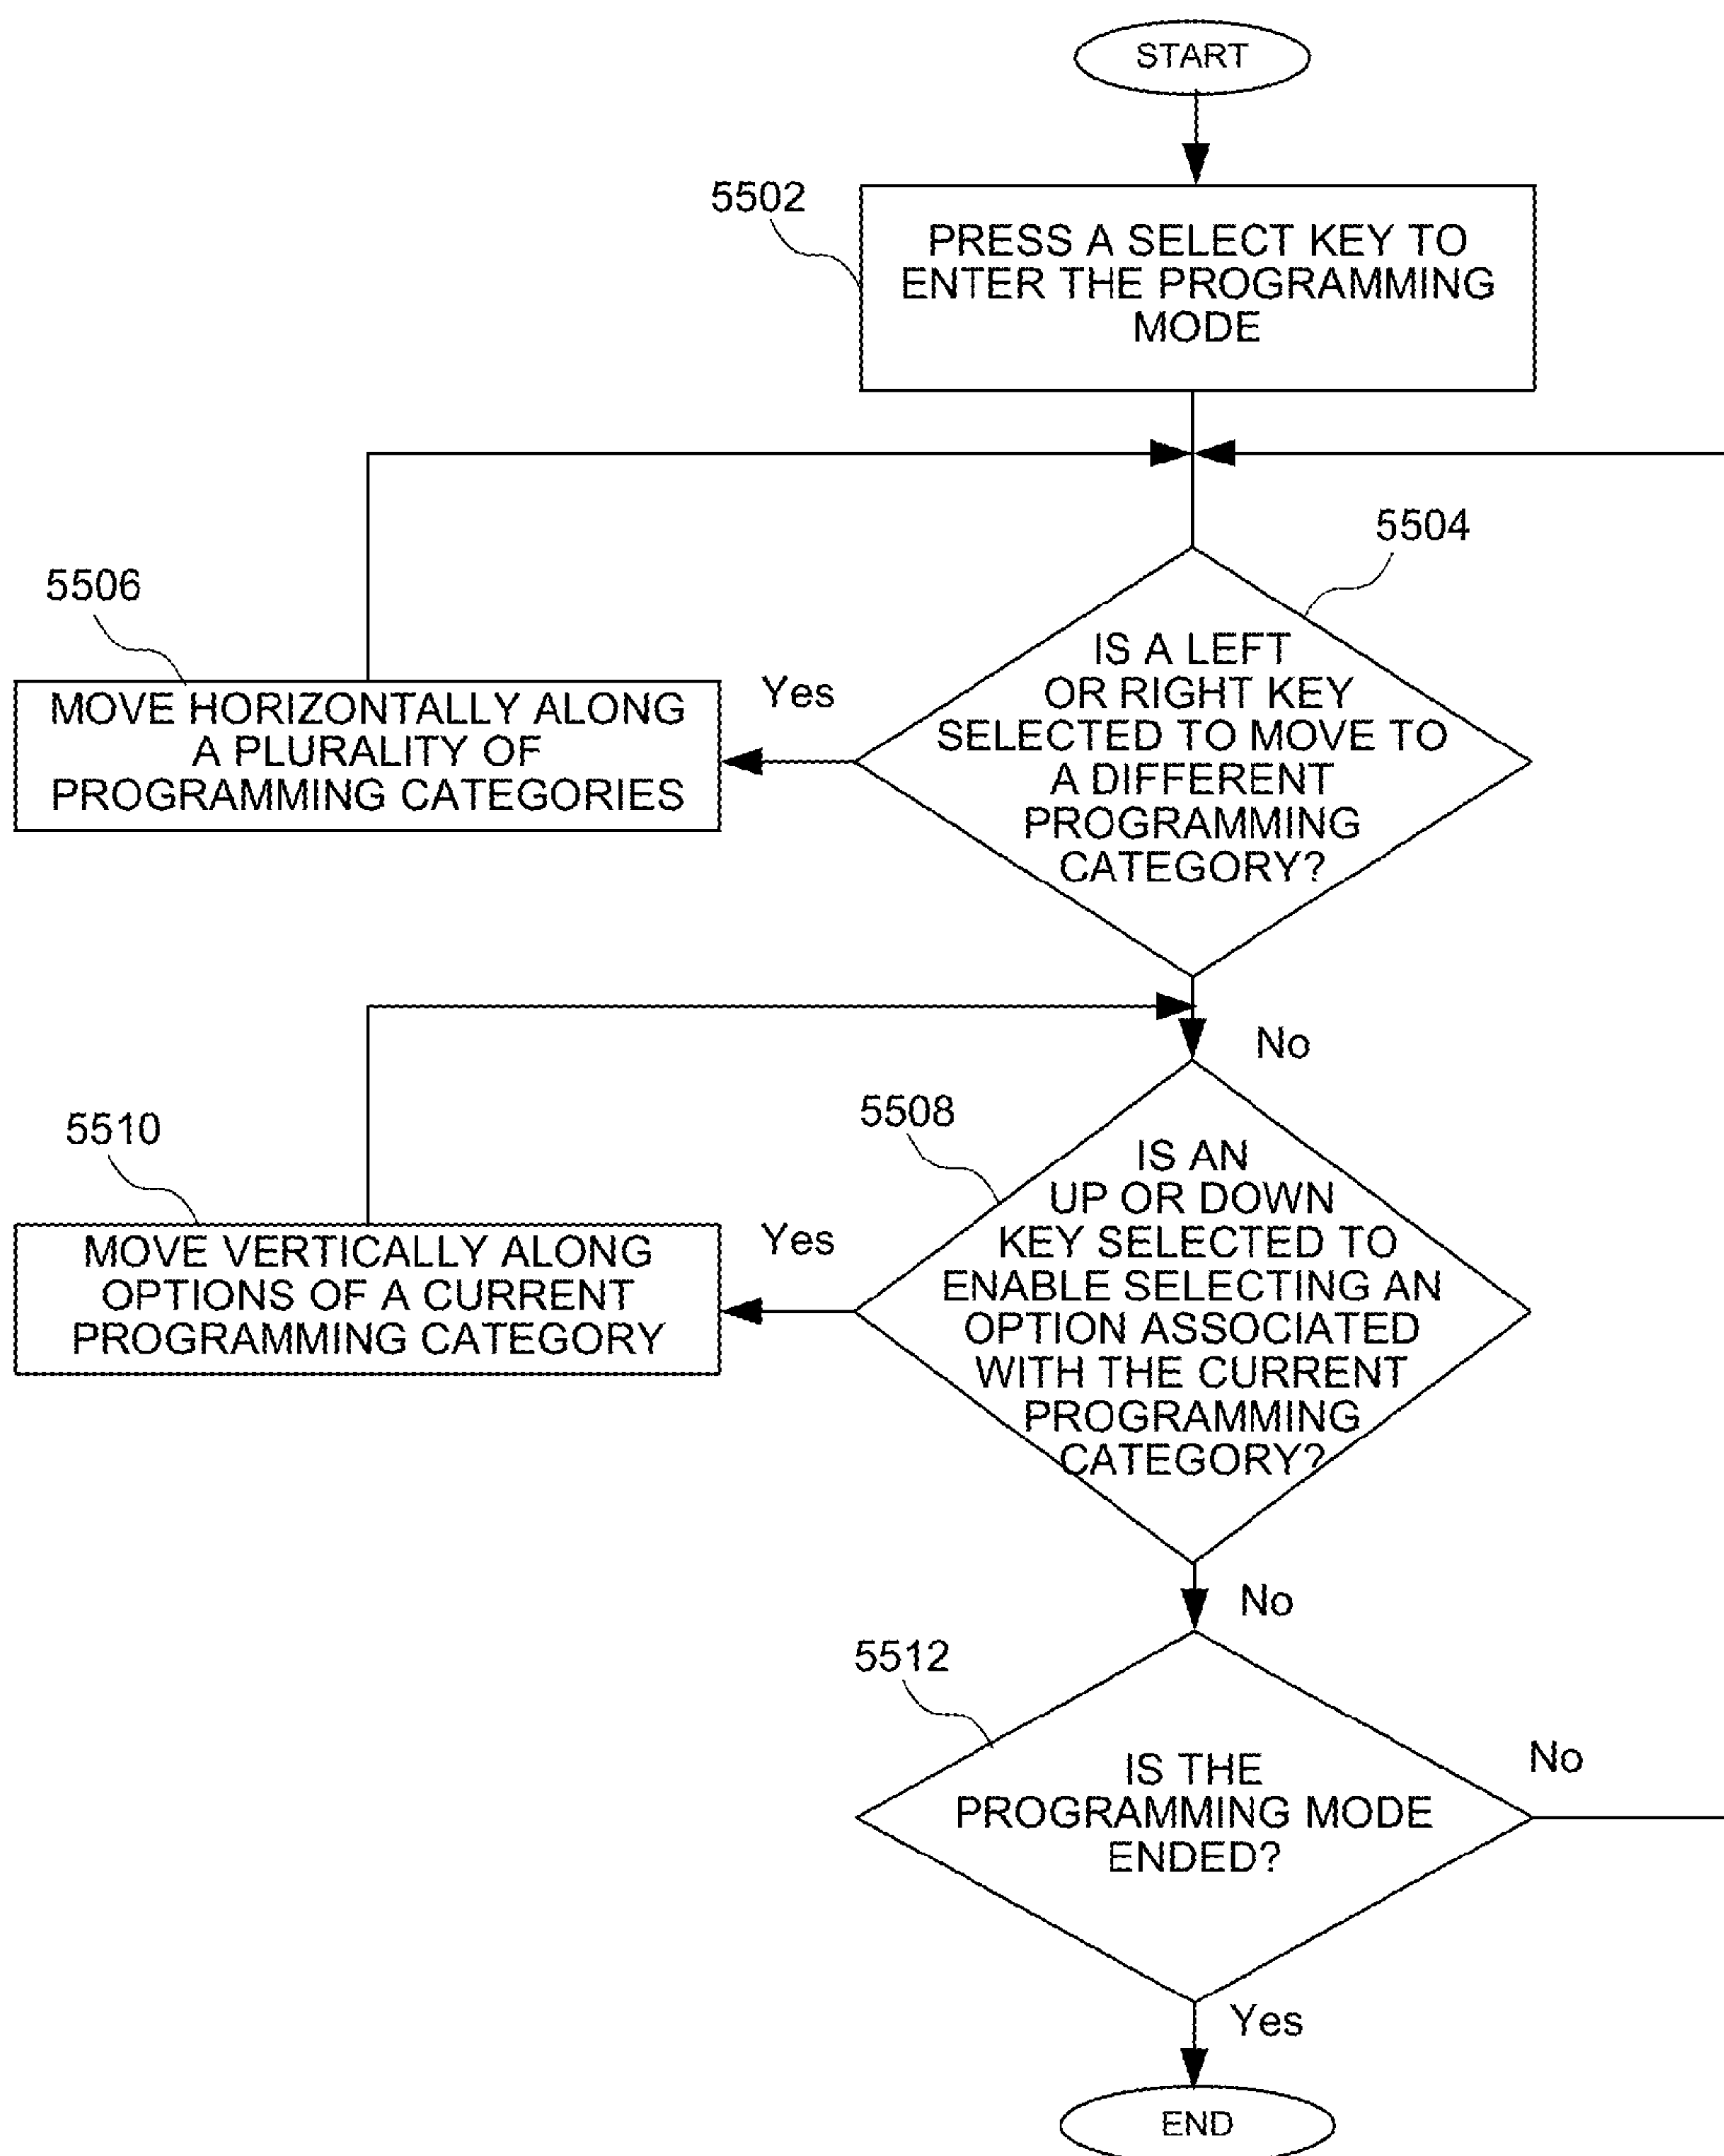 START
5502
PRESS A SELECT KEY TO
ENTER THE PROGRAMMING
MODE
5504
IS A LEFT
OR RIGHT KEY
SELECTED TO MOVE TO
A DIFFERENT
PROGRAMMING
CATEGORY?
Yes
5506
MOVE HORIZONTALLY ALONG
A PLURALITY OF
PROGRAMMING CATEGORIES
No
5508
IS AN
UP OR DOWN
KEY SELECTED TO
ENABLE SELECTING AN
OPTION ASSOCIATED
WITH THE CURRENT
PROGRAMMING
CATEGORY?
Yes
5510
MOVE VERTICALLY ALONG
OPTIONS OF A CURRENT
PROGRAMMING CATEGORY
No
5512
IS THE
PROGRAMMING MODE
ENDED?
No
Yes
END